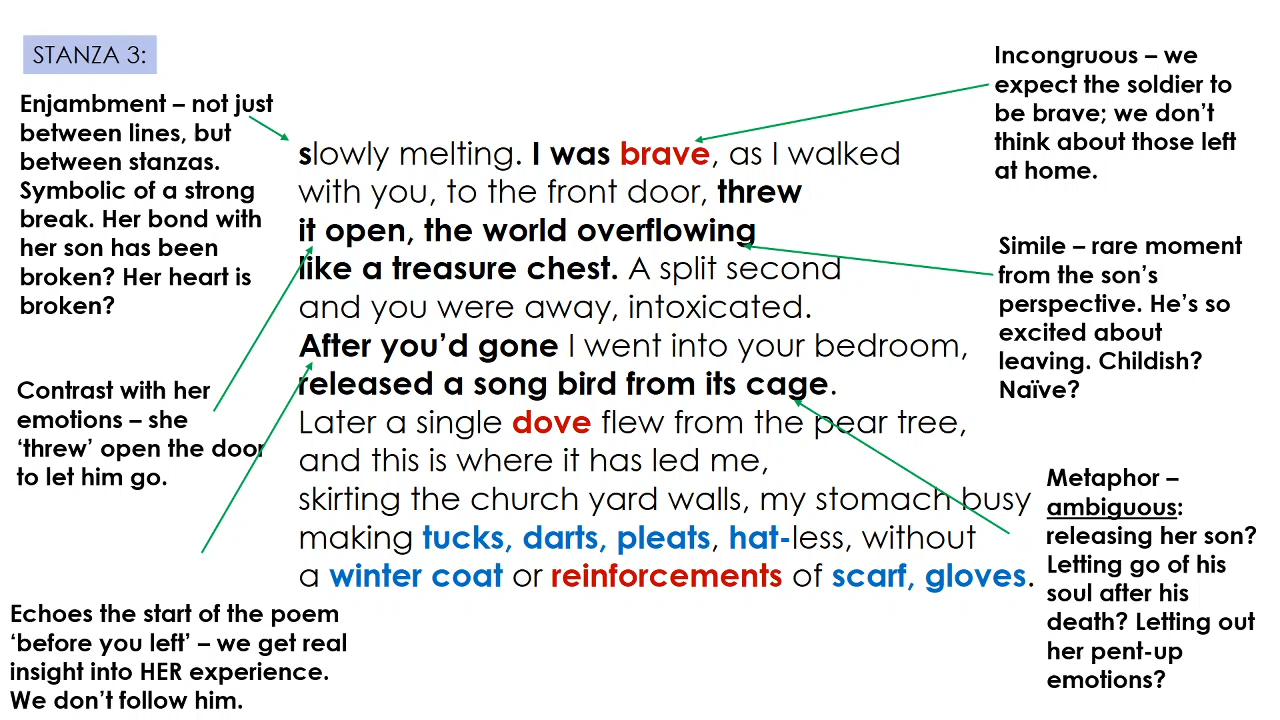 STANZA 3:
Enjambment – not just
between lines, but
between stanzas.
Symbolic of a strong
break. Her bond with
her son has been
broken? Her heart is
broken?
Contrast with her
emotions – she
‘threw’ open the door
to let him go.
Echoes the start of the poem
‘before you left’ – we get real
insight into HER experience.
We don’t follow him.
slowly melting. I was brave, as I walked
with you, to the front door, threw
it open, the world overflowing
like a treasure chest. A split second
and you were away, intoxicated.
After you’d gone I went into your bedroom,
released a song bird from its cage.
Later a single dove flew from the pear tree,
and this is where it has led me,
skirting the church yard walls, my stomach busy
making tucks, darts, pleats, hat-less, without
a winter coat or reinforcements of scarf, gloves.
Incongruous – we
expect the soldier to
be brave; we don’t
think about those left
at home.
Simile – rare moment
from the son’s
perspective. He’s so
excited about
leaving. Childish?
Naïve?
Metaphor –
ambiguous:
releasing her son?
Letting go of his
soul after his
death? Letting out
her pent-up
emotions?